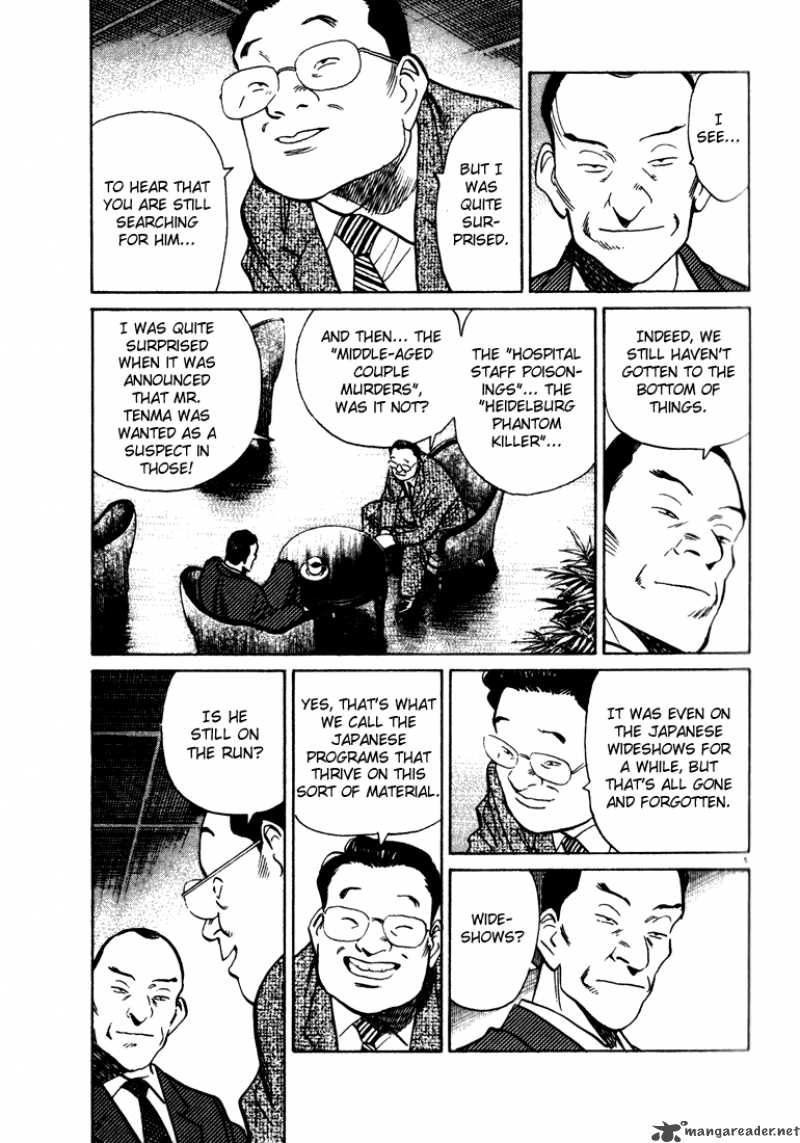 I
SEE...
BUT I
WAS
QUITE
SUR-
PRISED.
TO HEAR THAT
YOU ARE STILL
SEARCHING
FOR HIM...
INDEED, WE
STILL HAVEN'T
GOTTEN TO THE
BOTTOM OF
THINGS.
THE "HOSPITAL
STAFF POISON-
INGS"... THE
"HEIDELBURG
PHANTOM
KILLER"...
AND THEN... THE
"MIDDLE-AGED
COUPLE
MURDERS",
WAS IT NOT?
I WAS QUITE
SURPRISED
WHEN IT WAS
ANNOUNCED
THAT MR.
TENMA WAS
WANTED AS A
SUSPECT IN
THOSE!
IT WAS EVEN ON
THE JAPANESE
WIDESHOWS FOR
A WHILE, BUT
THAT'S ALL GONE
AND FORGOTTEN.
WIDE-
SHOWS?
YES, THAT'S WHAT
WE CALL THE
JAPANESE
PROGRAMS THAT
THRIVE ON THIS
SORT OF MATERIAL.
IS HE
STILL ON
THE RUN?
5
mangareader.net